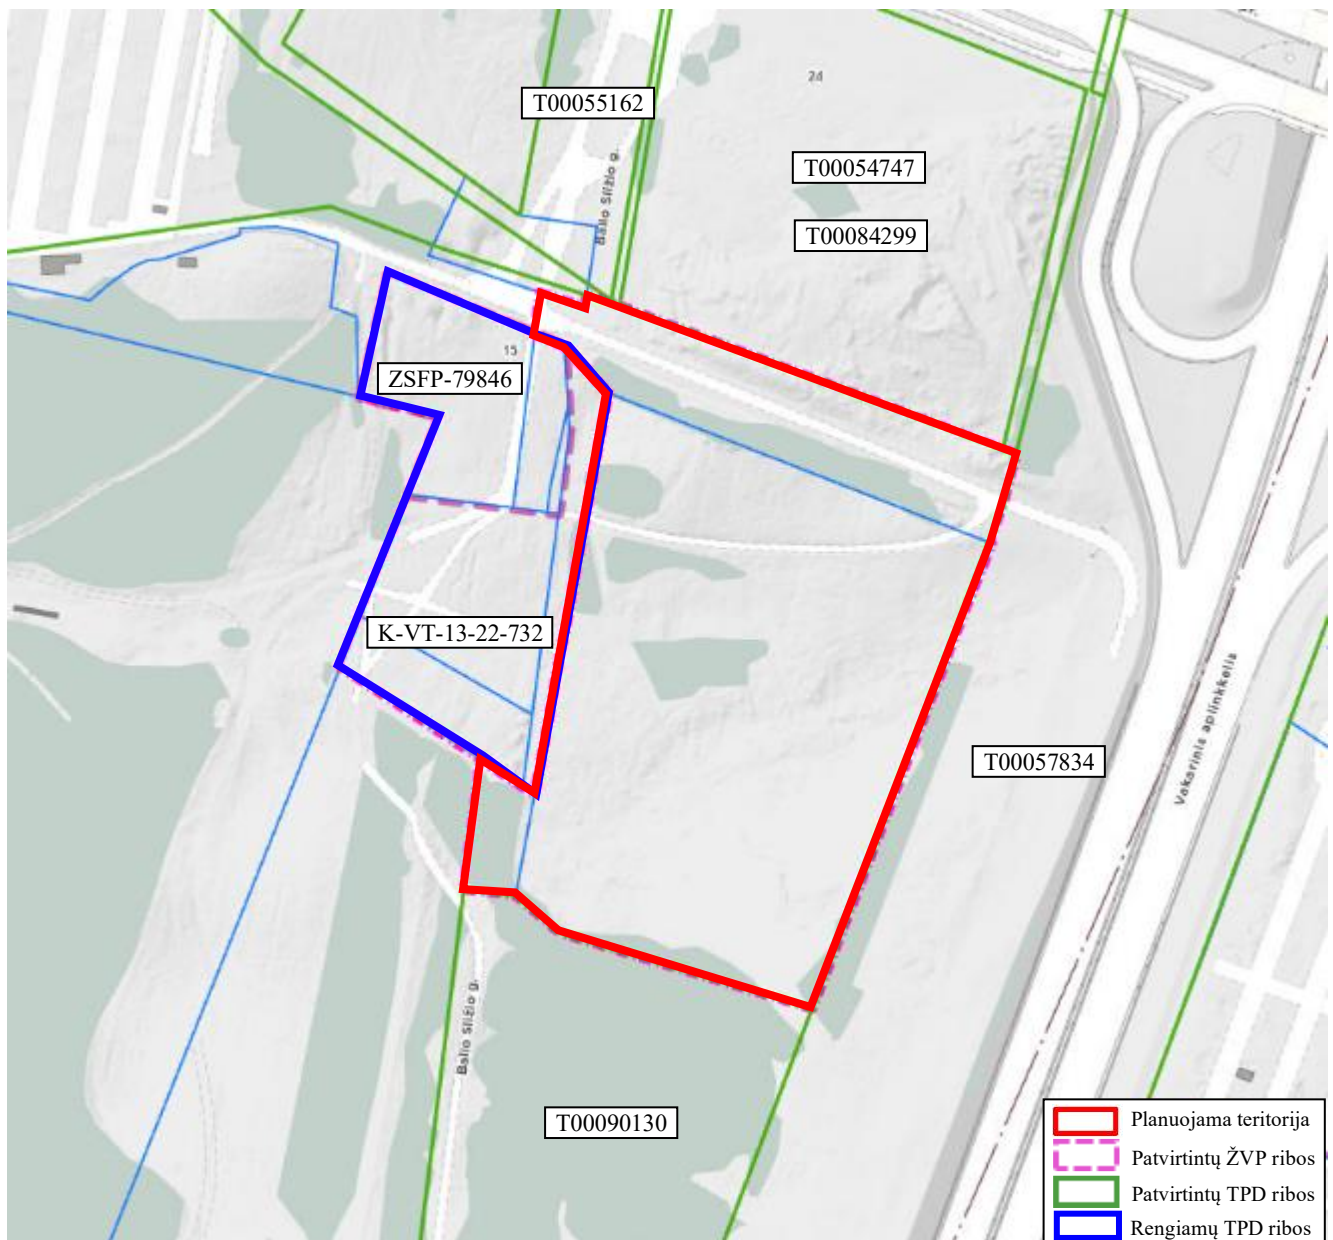 24
T00055162
T00054747
Balio Sližio g.
T00084299
15
ZSFP-79846
K-VT-13-22-732
Vakarinis aplinkkelis
T00057834
Balio Sližio g.
T00090130
Planuojama teritorija
Patvirtintų ŽVP ribos
Patvirtintų TPD ribos
Rengiamų TPD ribos